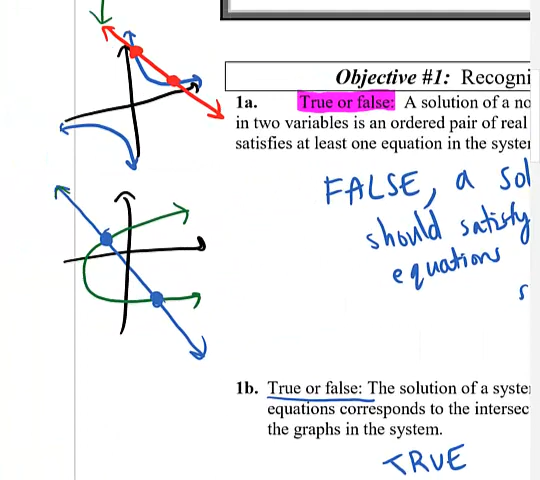 Objective #1: Recogni
1a. True or false: A solution of a no
in two variables is an ordered pair of real
satisfies at least one equation in the syste
FALSE, a sol
should satisfy
equations
s
1b. True or false: The solution of a syste
equations corresponds to the intersec
the graphs in the system.
TRUE